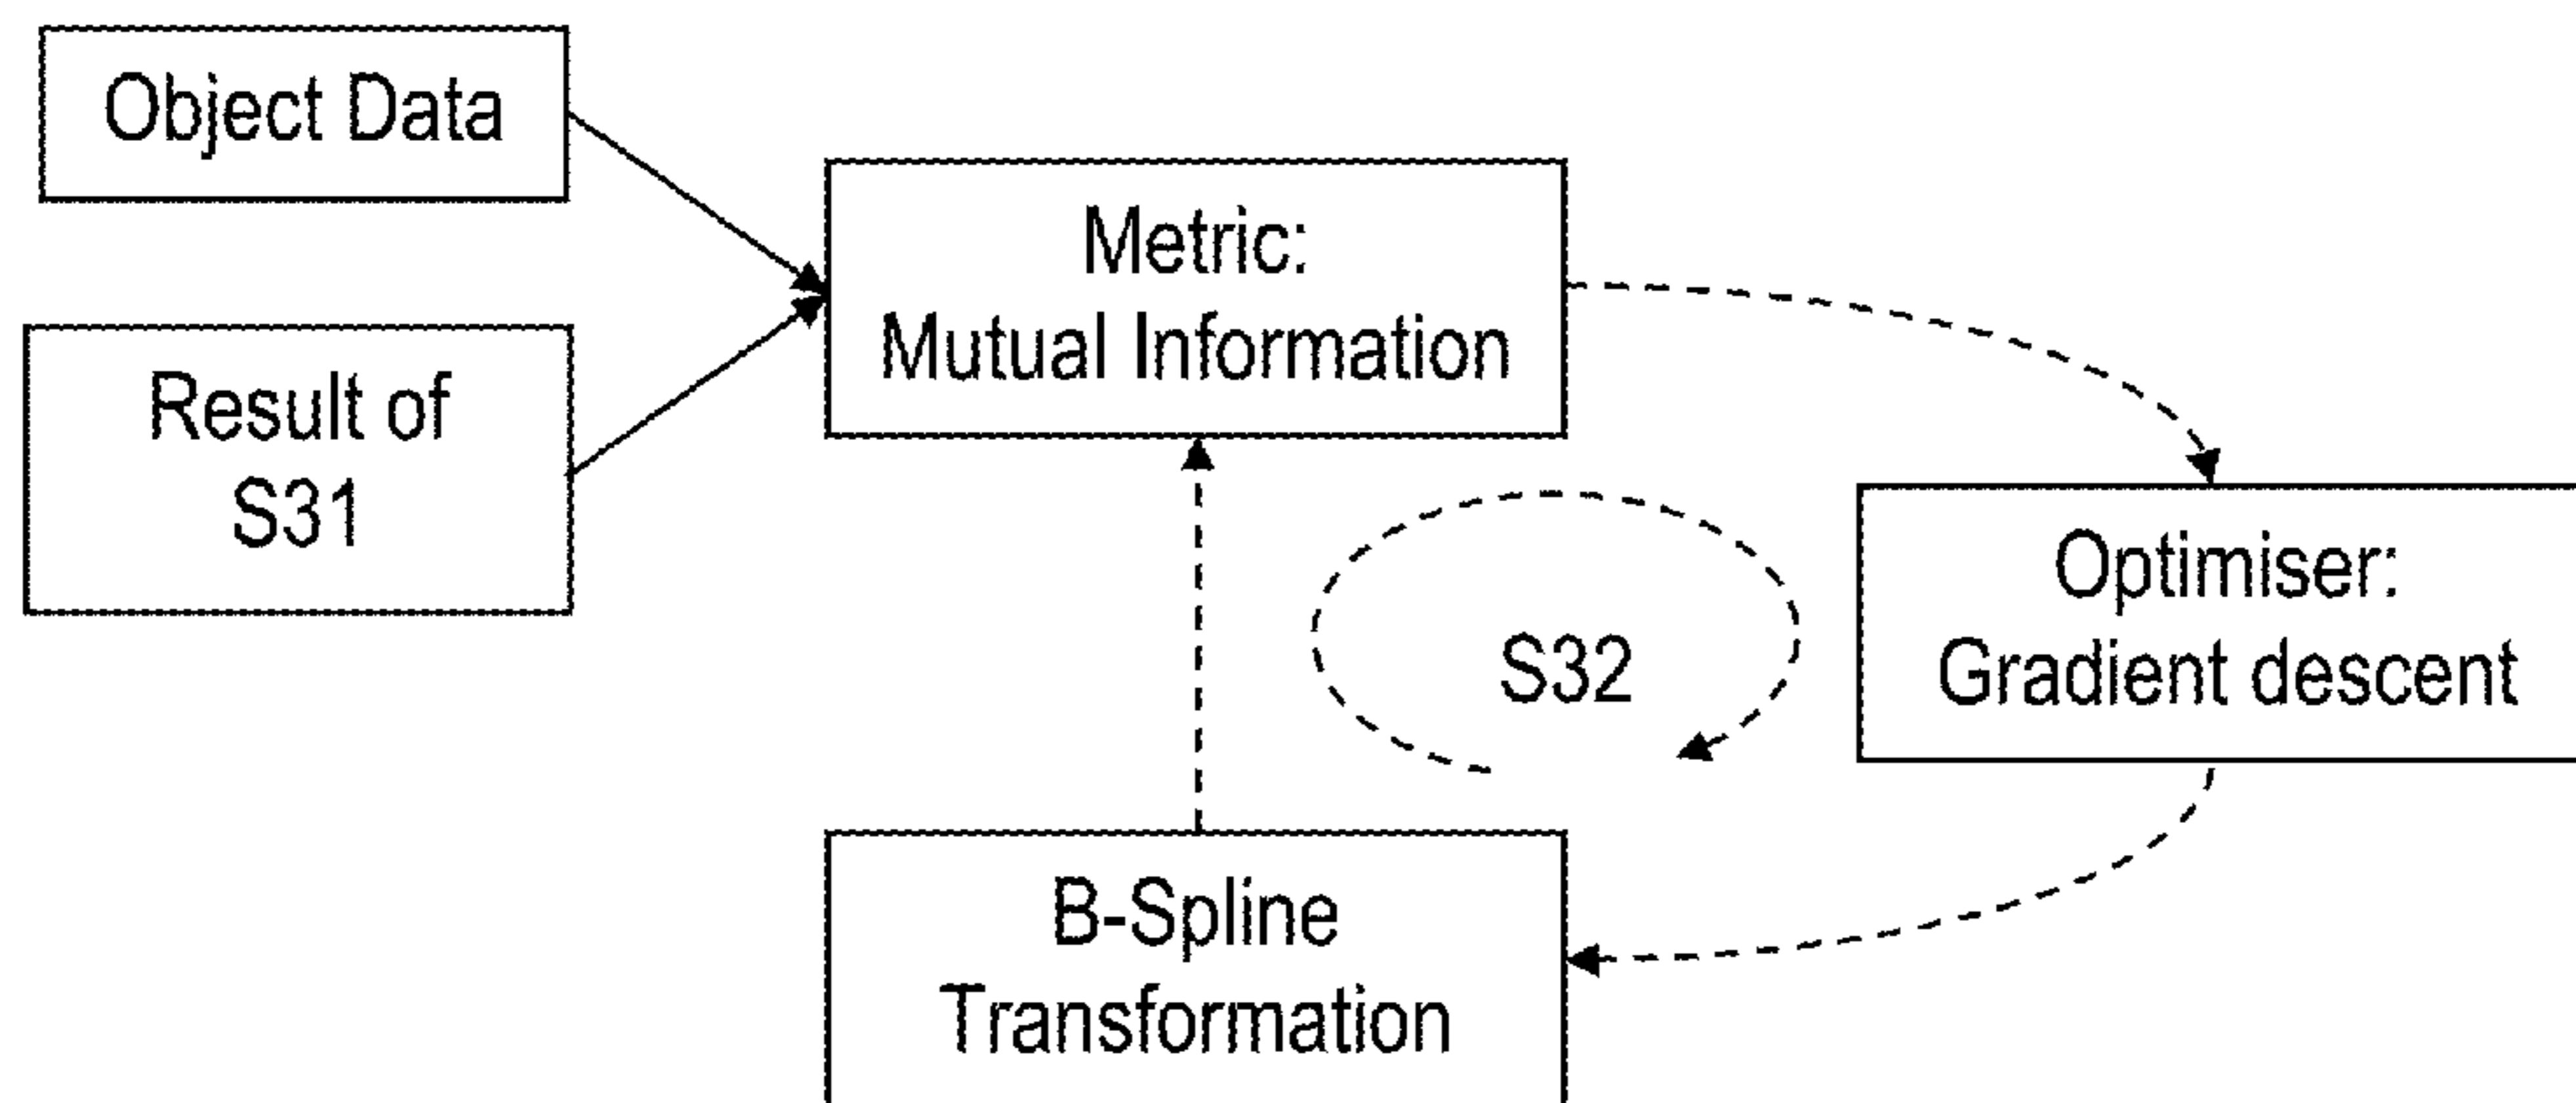 Object Data
Result of
S31
Metric:
Mutual Information
S32
Optimiser:
Gradient descent
B-Spline
Transformation